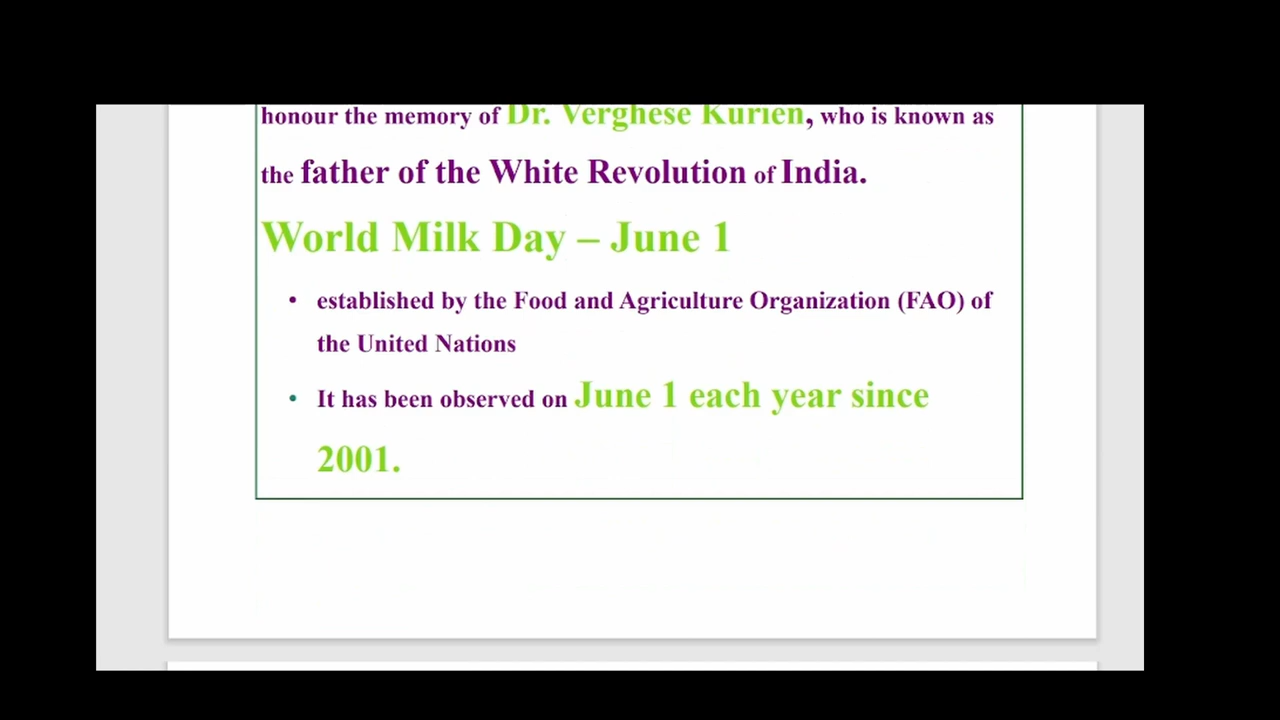 honour the memory of Dr. Verghese Kurien, who is known as
the father of the White Revolution of India.
World Milk Day – June 1
• established by the Food and Agriculture Organization (FAO) of
the United Nations
• It has been observed on June 1 each year since
2001.